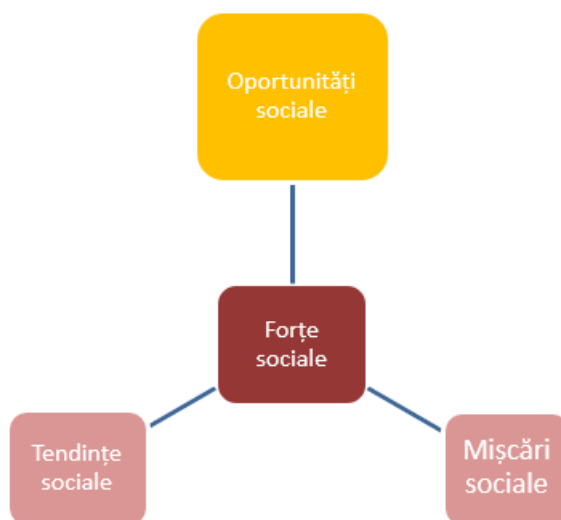 Oportunități
sociale
Forțe
sociale
Tendințe
sociale
Mișcări
sociale